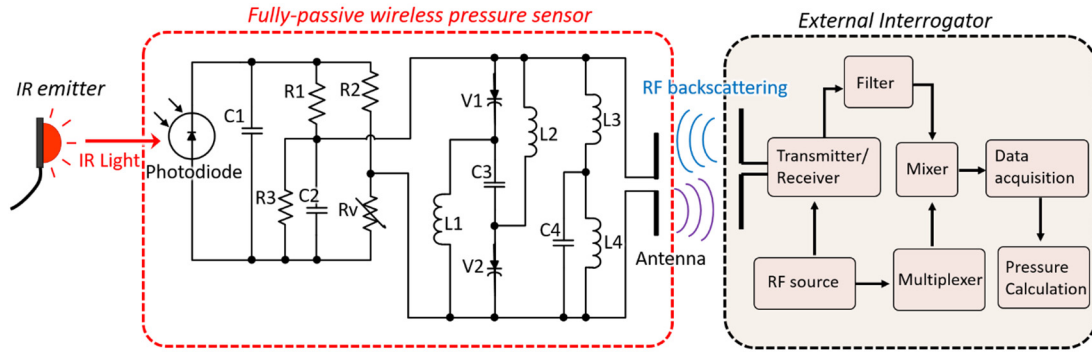 Fully-passive wireless pressure sensor
External Interrogator
IR emitter
IR Light
Photodiode
C1
R1
R2
R3
C2
Rv
V1
L2
C3
L1
V2
L3
C4
L4
Antenna
RF backscattering
Filter
Transmitter/
Receiver
Mixer
Data
acquisition
RF source
Multiplexer
Pressure
Calculation